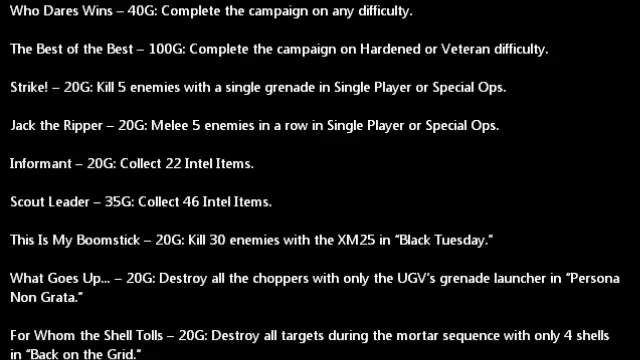 Who Dares Wins – 40G: Complete the campaign on any difficulty.
The Best of the Best – 100G: Complete the campaign on Hardened or Veteran difficulty.
Strike! – 20G: Kill 5 enemies with a single grenade in Single Player or Special Ops.
Jack the Ripper – 20G: Melee 5 enemies in a row in Single Player or Special Ops.
Informant – 20G: Collect 22 Intel Items.
Scout Leader – 35G: Collect 46 Intel Items.
This Is My Boomstick – 20G: Kill 30 enemies with the XM25 in “Black Tuesday.”
What Goes Up... – 20G: Destroy all the choppers with only the UGV’s grenade launcher in “Persona
Non Grata.”
For Whom the Shell Tolls – 20G: Destroy all targets during the mortar sequence with only 4 shells
in “Back on the Grid.”